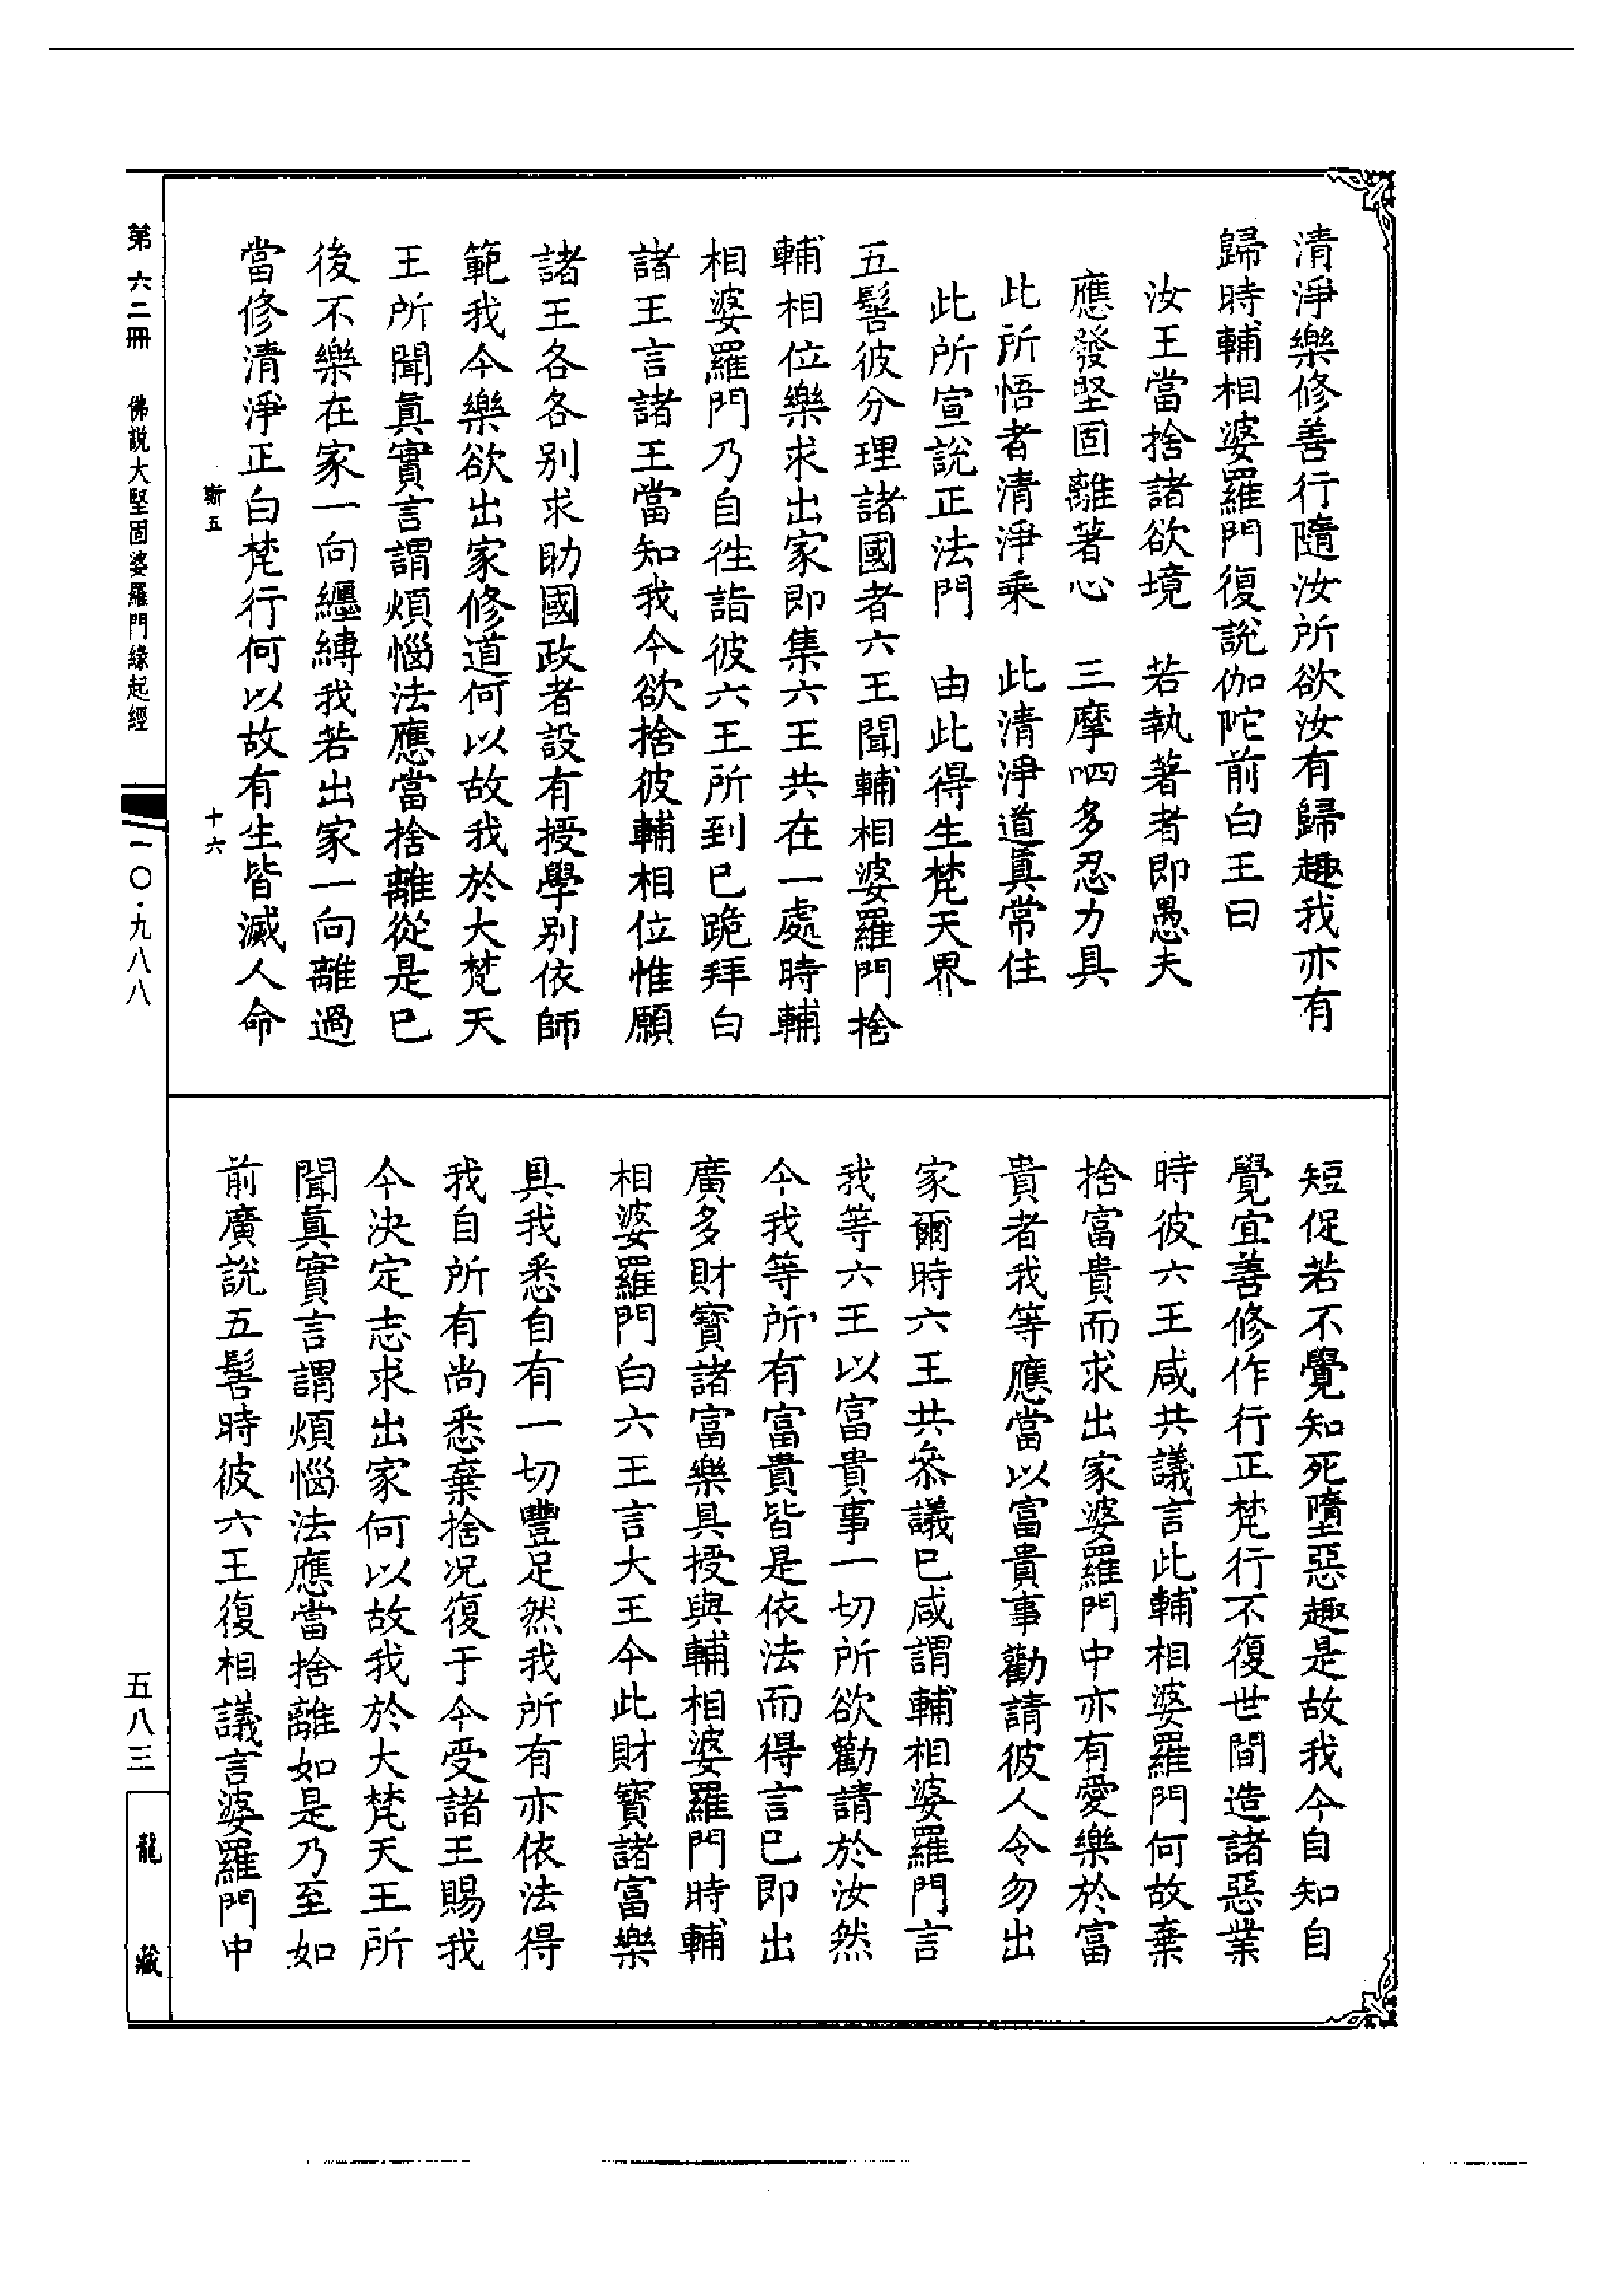 清淨樂修善行隨汝所欲汝有歸趣我亦有
歸時輔相婆羅門復說伽陀前白王曰
汝王當捨諸欲境　若執著者即愚夫
應發堅固離著心　三摩呬多忍力具
此所悟者清淨乘　此清淨道真常住
此所宣說正法門　由此得生梵天界
五髻彼分理諸國者六王聞輔相婆羅門捨
輔相位樂求出家即集六王共在一處時輔
相婆羅門乃自往詣彼六王所到已跪拜白
諸王言諸王當知我今欲捨彼輔相位惟願
諸王各各別求助國政者設有授學別依師
範我今樂欲出家修道何以故我於大梵天
王所聞真實言謂煩惱法應當捨離從是已
後不樂在家一向纏縛我若出家一向離過
當修清淨正白梵行何以故有生皆滅人命
斯五　十六
短促若不覺知死墮惡趣是故我今自知自
覺宜善修作行正梵行不復世間造諸惡業
時彼六王咸共議言此輔相婆羅門何故棄
捨富貴而求出家婆羅門中亦有愛樂於富
貴者我等應當以富貴事勸請彼人令勿出
家爾時六王共叅議已咸謂輔相婆羅門言
我等六王以富貴事一切所欲勸請於汝然
今我等所有富貴皆是依法而得言已即出
廣多財寶諸富樂具授與輔相婆羅門時輔
相婆羅門白六王言大王今此財寶諸富樂
具我悉自有一切豐足然我所有亦依法得
我自所有尚悉棄捨况復于今受諸王賜我
今决定志求出家何以故我於大梵天王所
聞真實言謂煩惱法應當捨離如是乃至如
前廣說五髻時彼六王復相議言婆羅門中
第六二冊　佛說大堅固婆羅門緣起經　一〇·九八八　五八三　龍藏